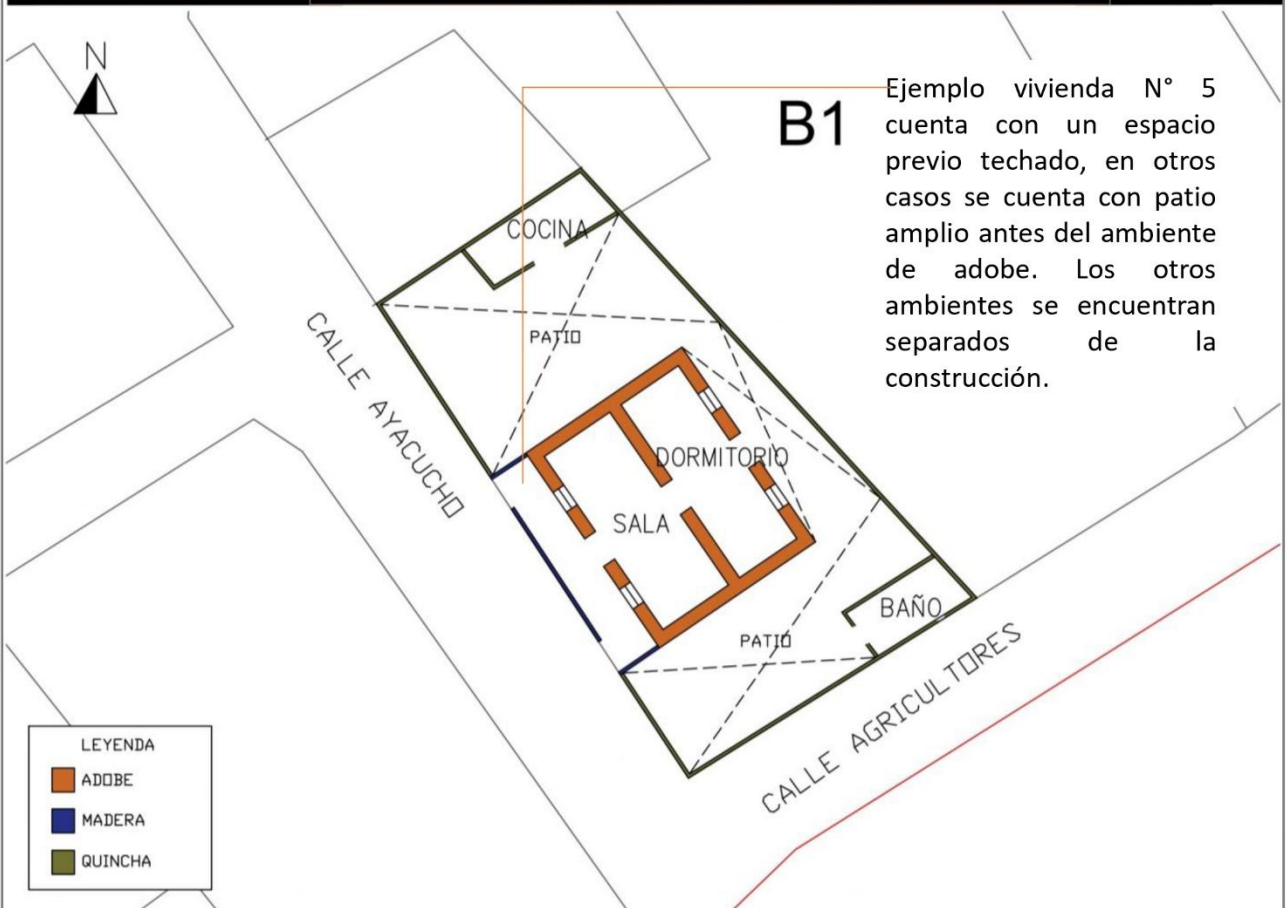 N
B1
Ejemplo vivienda N° 5
cuenta con un espacio
previo techado, en otros
casos se cuenta con patio
amplio antes del ambiente
de adobe. Los otros
ambientes se encuentran
separados de la
construcción.
COCINA
PATIO
CALLE AYACUCHO
DORMITORIO
SALA
BAÑO
PATIO
CALLE AGRICULTORES
LEYENDA
ADOBE
MADERA
QUINCHA